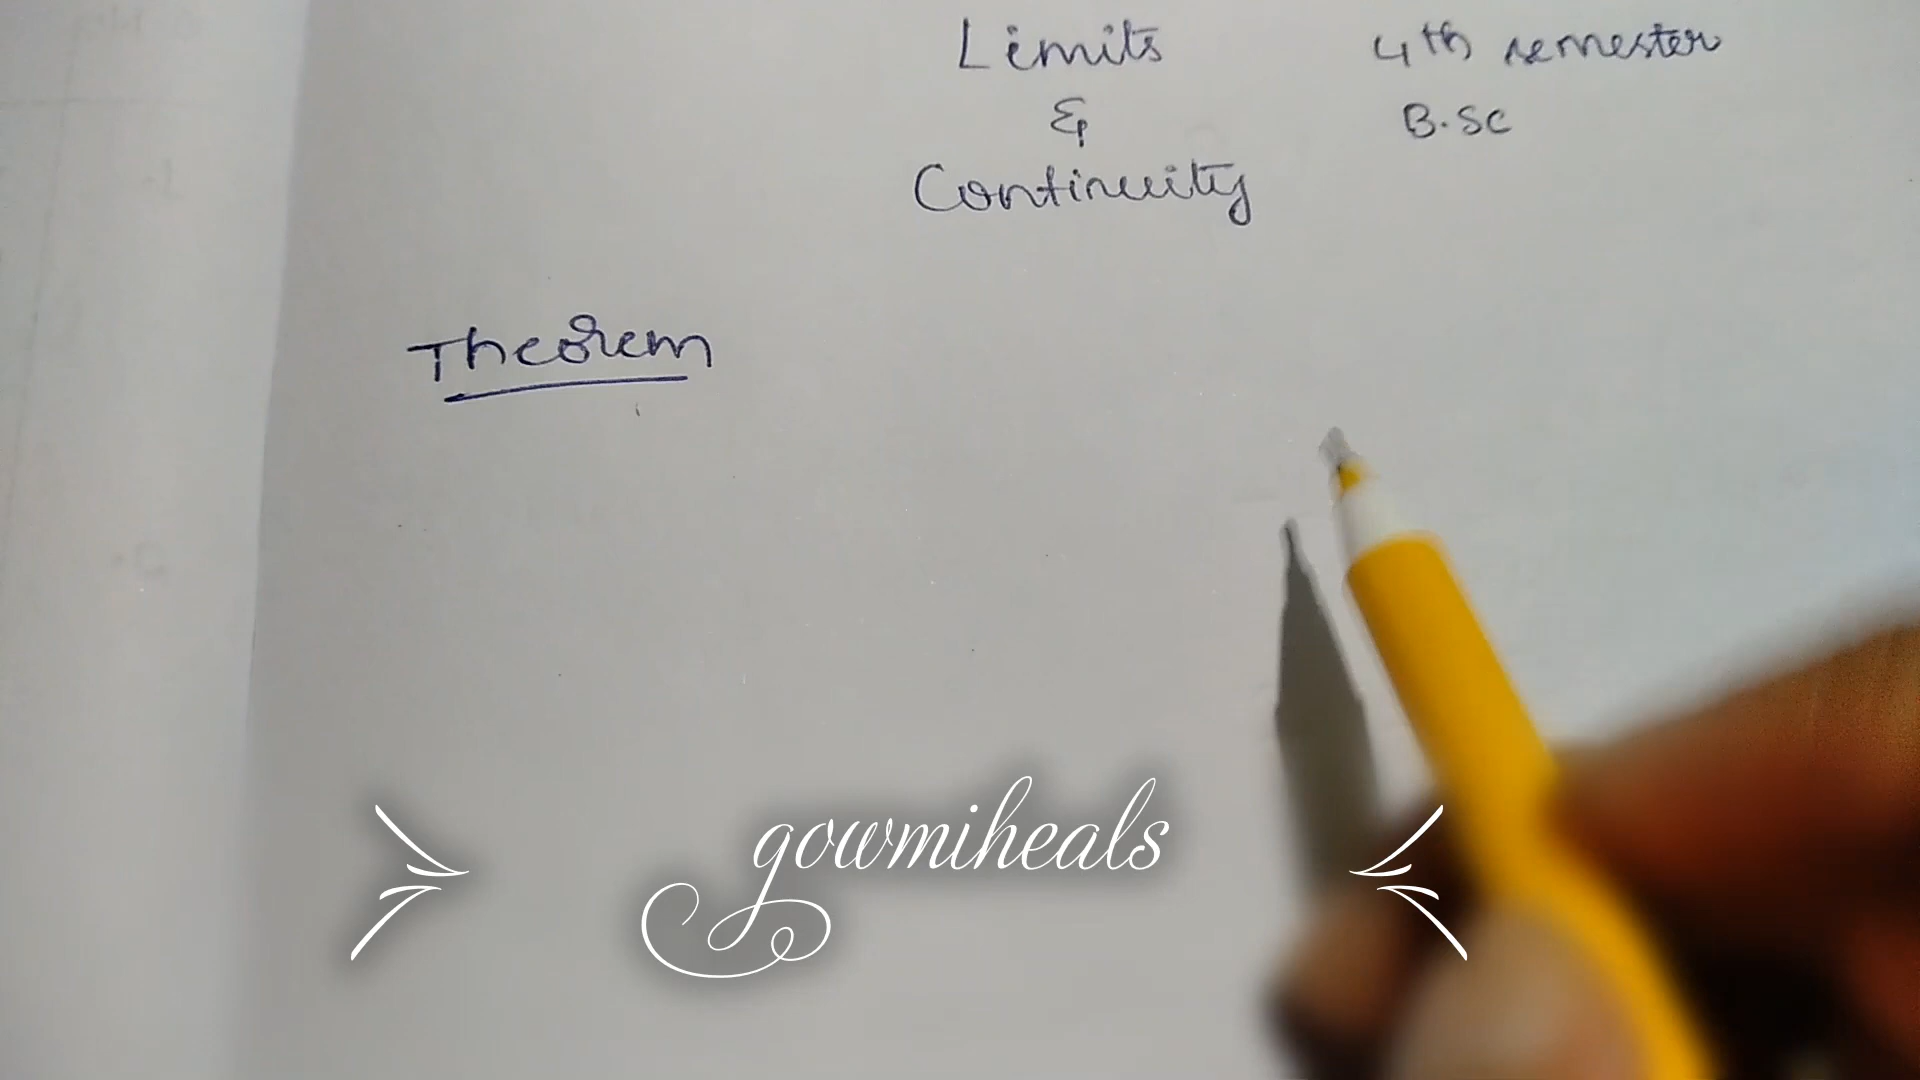 Limits 4th semester
& B.Sc
Continuity
Theorem
gowmiheals